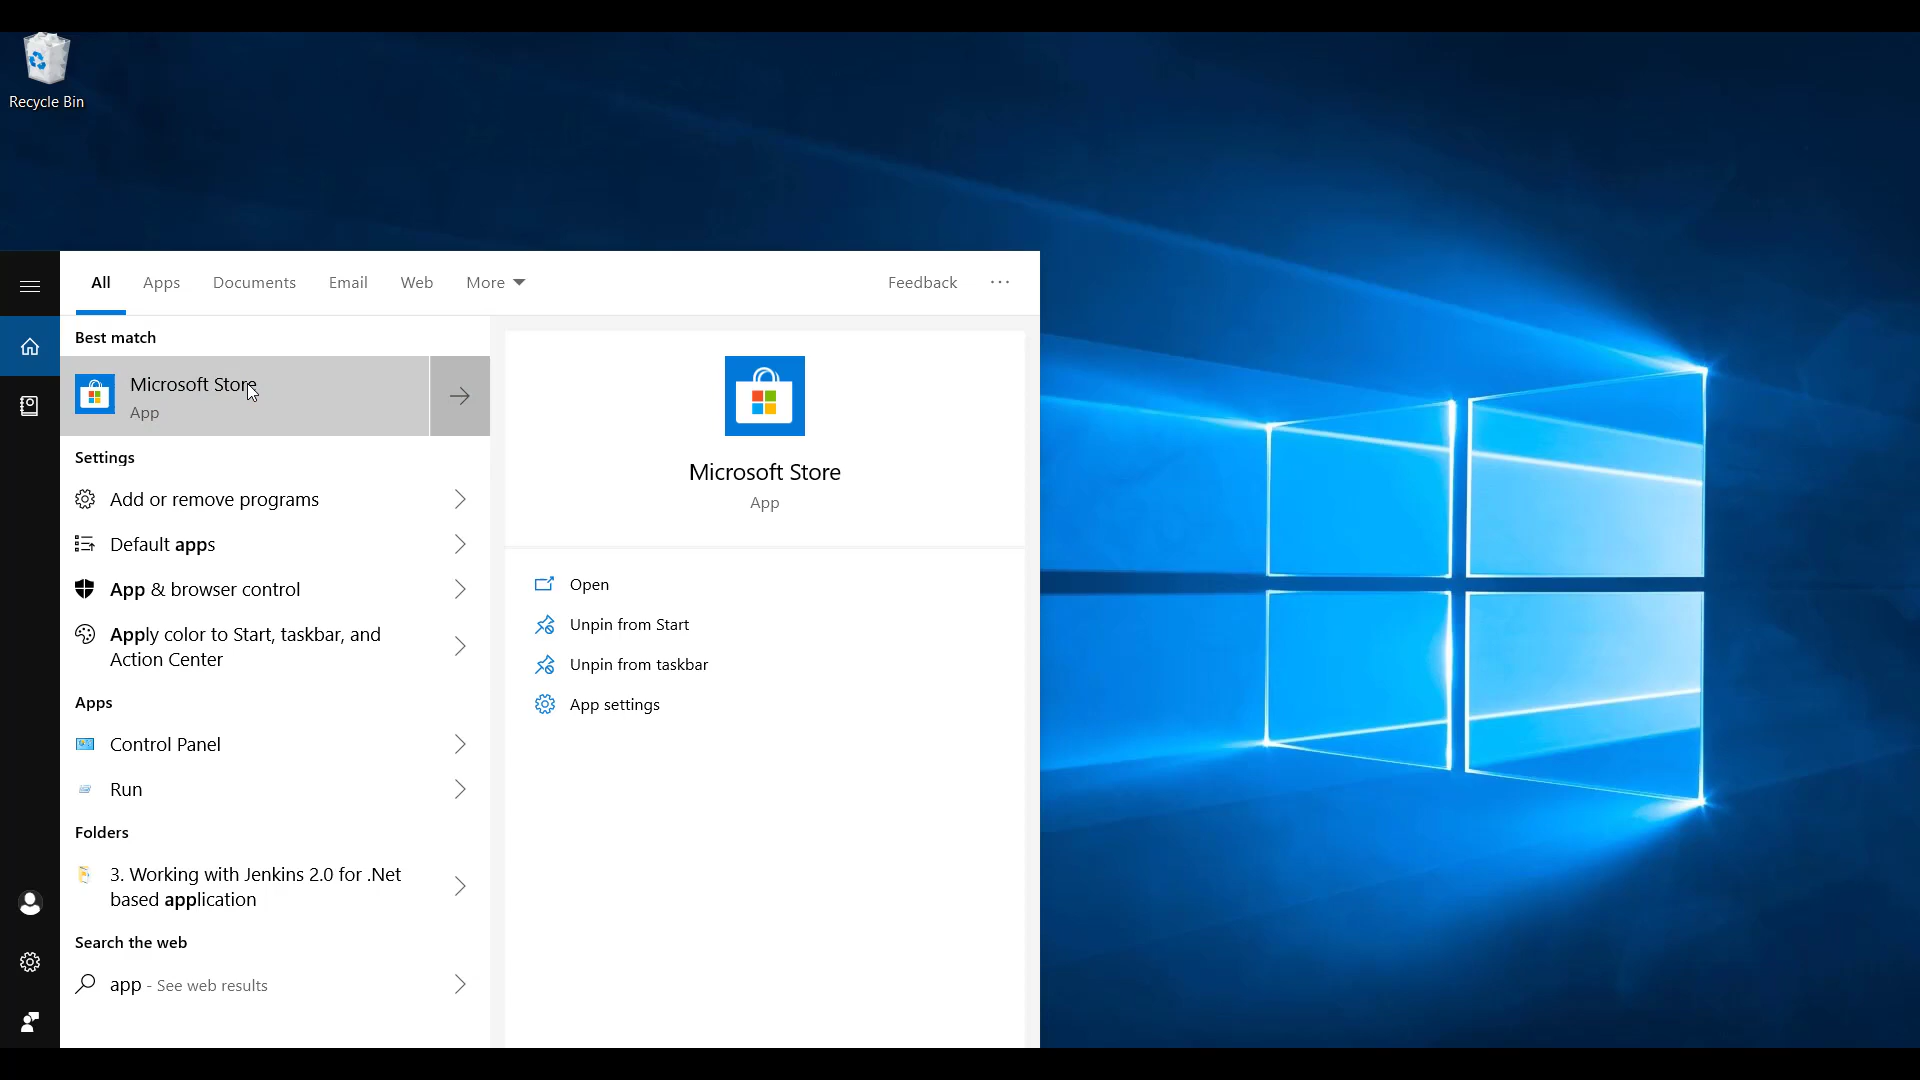 Recycle Bin
All Apps Documents Email Web More Feedback ...
Best match
Microsoft Store
App
Settings
Add or remove programs
Default apps
App & browser control
Apply color to Start, taskbar, and
Action Center
Apps
Control Panel
Run
Folders
3. Working with Jenkins 2.0 for .Net
based application
Search the web
app - See web results
Microsoft Store
App
Open
Unpin from Start
Unpin from taskbar
App settings